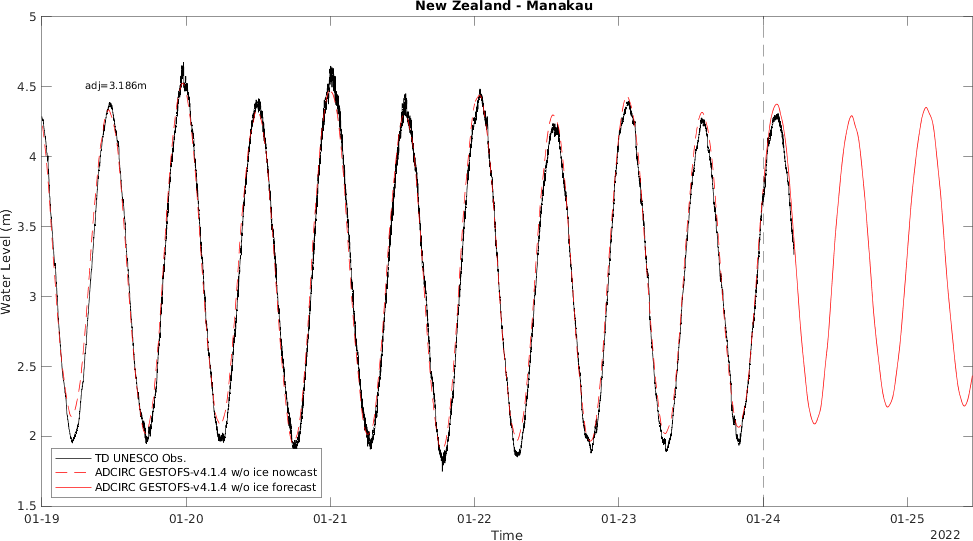 New Zealand - Manakau
5
4.5
4
3.5
3
2.5
2
1.5
Water Level (m)
adj=3.186m
TD UNESCO Obs.
ADCIRC GESTOFS-v4.1.4 w/o ice nowcast
ADCIRC GESTOFS-v4.1.4 w/o ice forecast
01-19 01-20 01-21 01-22 01-23 01-24 01-25
Time
2022